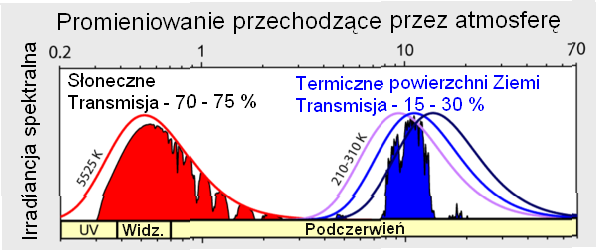 Promieniowanie przechodzące przez atmosferę
0.2 1 10 70
Irradiancja spektralna
Słoneczne
Transmisja - 70 - 75 %
Termiczne powierzchni Ziemi
Transmisja - 15 - 30 %
5525 K
210-310 K
UV Widz. Podczerwień